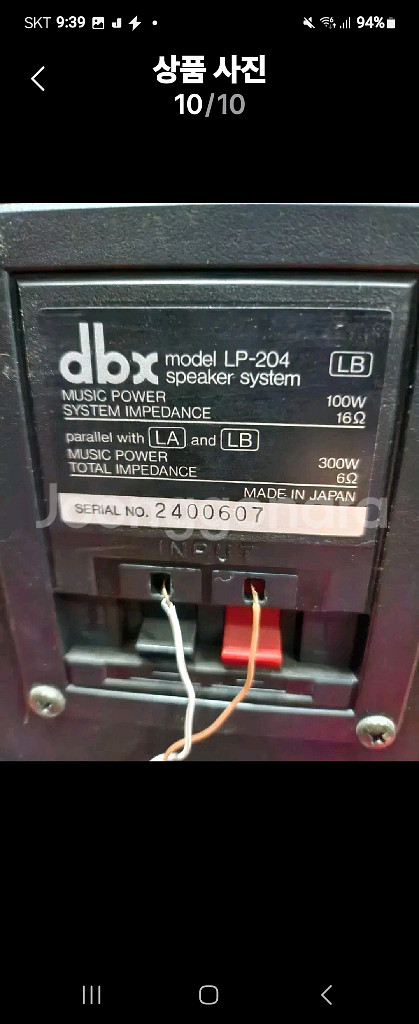 SKT 9:39 94%
상품 사진
10/10
dbx model LP-204 speaker system LB
MUSIC POWER 100W
SYSTEM IMPEDANCE 16Ω
parallel with LA and LB
MUSIC POWER 300W
TOTAL IMPEDANCE 6Ω
MADE IN JAPAN
SERIAL NO. 2400607
Joonggonara
INPUT